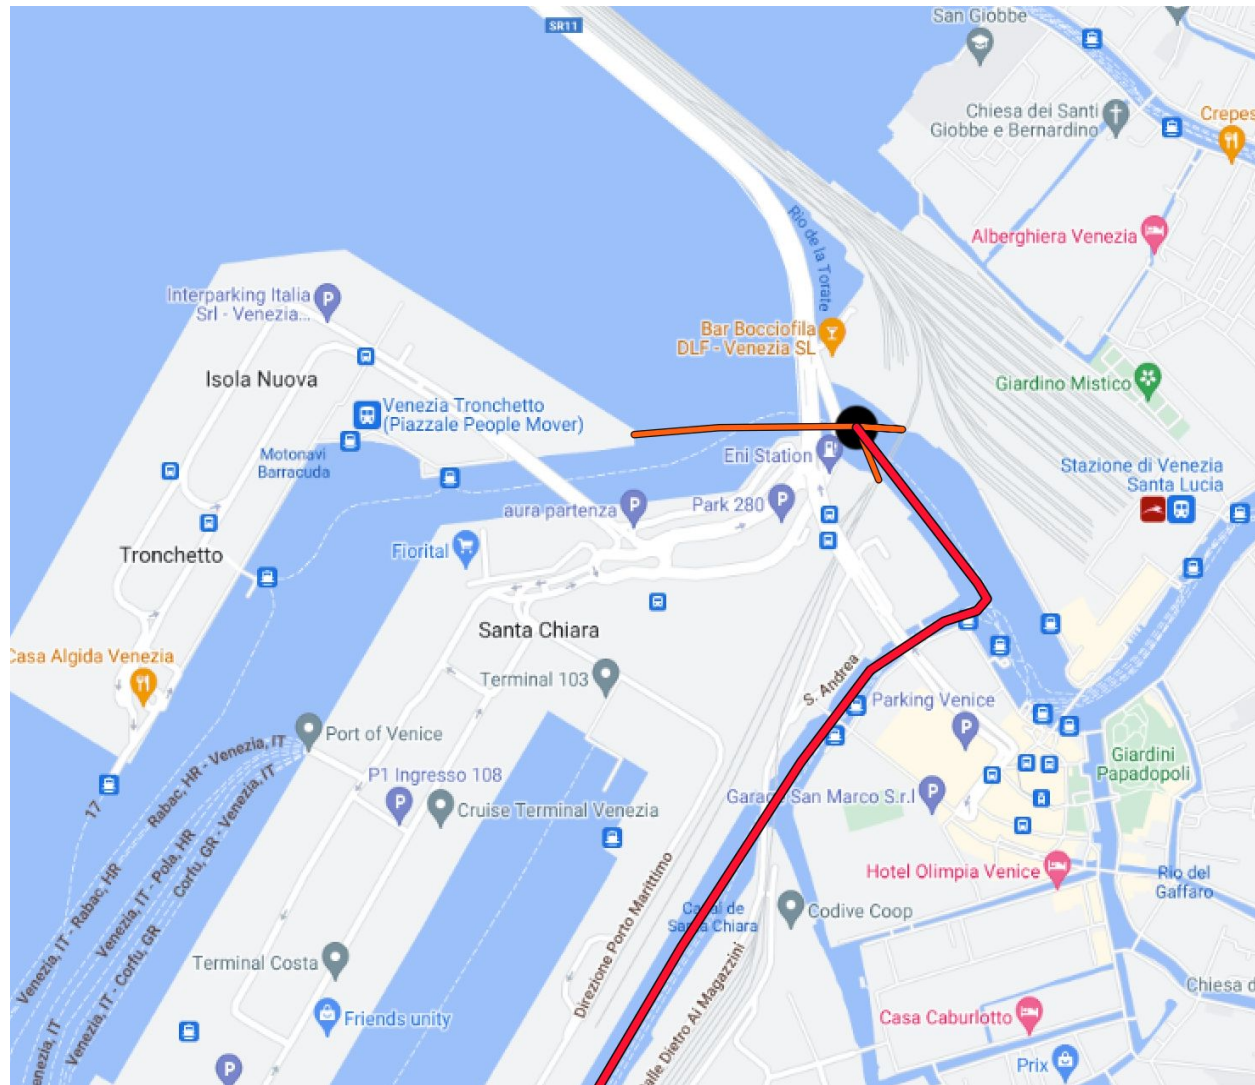 SR11
San Giobbe
Chiesa dei Santi
Giobbe e Bernardino
Crepes
Rio de la Torate
Alberghiera Venezia
Interparking Italia
Srl - Venezia...
Bar Bocciofila
DLF - Venezia SL
Isola Nuova
Giardino Mistico
Venezia Tronchetto
(Piazzale People Mover)
Motonavi
Barracuda
Eni Station
Stazione di Venezia
Santa Lucia
aura partenza
Park 280
Fiorital
Tronchetto
Santa Chiara
Casa Algida Venezia
Terminal 103
S. Andrea
Parking Venice
Port of Venice
Giardini
Papadopoli
P1 Ingresso 108
Garage San Marco S.r.l
Cruise Terminal Venezia
17
Rabac, HR - Venezia, IT
Corfu, GR - Venezia, IT
Venezia, IT - Rabac, HR
Venezia, IT - Pola, HR
Venezia, IT - Corfu, GR
Hotel Olimpia Venice
Rio del
Gaffaro
Direzione Porto Marittimo
Codive Coop
Canal de
Santa Chiara
Terminal Costa
Calle Dietro Ai Magazzini
Chiesa d
Friends unity
Casa Caburlotto
Prix
Venezia, IT